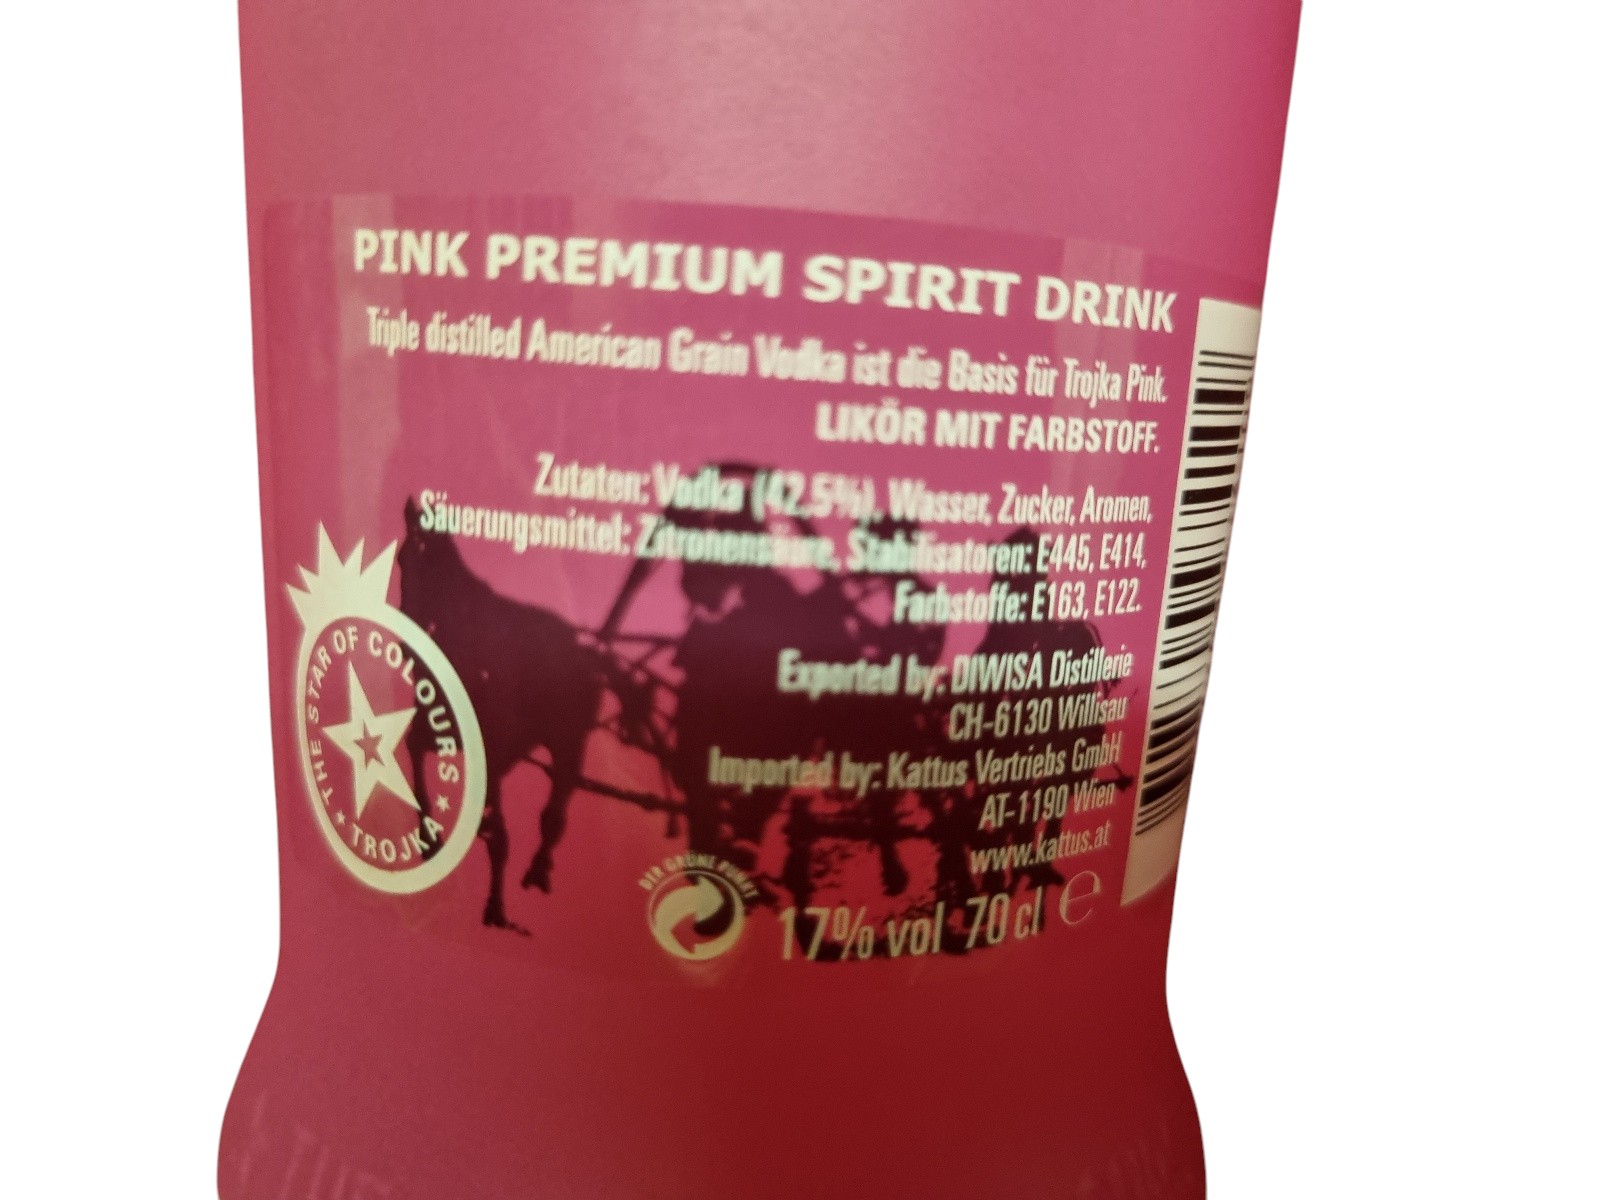 PINK PREMIUM SPIRIT DRINK
Triple distilled American Grain Vodka ist die Basis für Trojka Pink.
LIKÖR MIT FARBSTOFF.
Zutaten: Vodka (42,5%), Wasser, Zucker, Aromen,
Säuerungsmittel: Zitronensäure, Stabilisatoren: E445, E414,
Farbstoffe: E163, E122.
Exported by: DIWISA Distillerie
CH-6130 Willisau
Imported by: Kattus Vertriebs GmbH
AT-1190 Wien
www.kattus.at
17% vol 70 cl e
DER GRÜNE PUNKT
THE STAR OF COLOURS
★ TROJKA ★